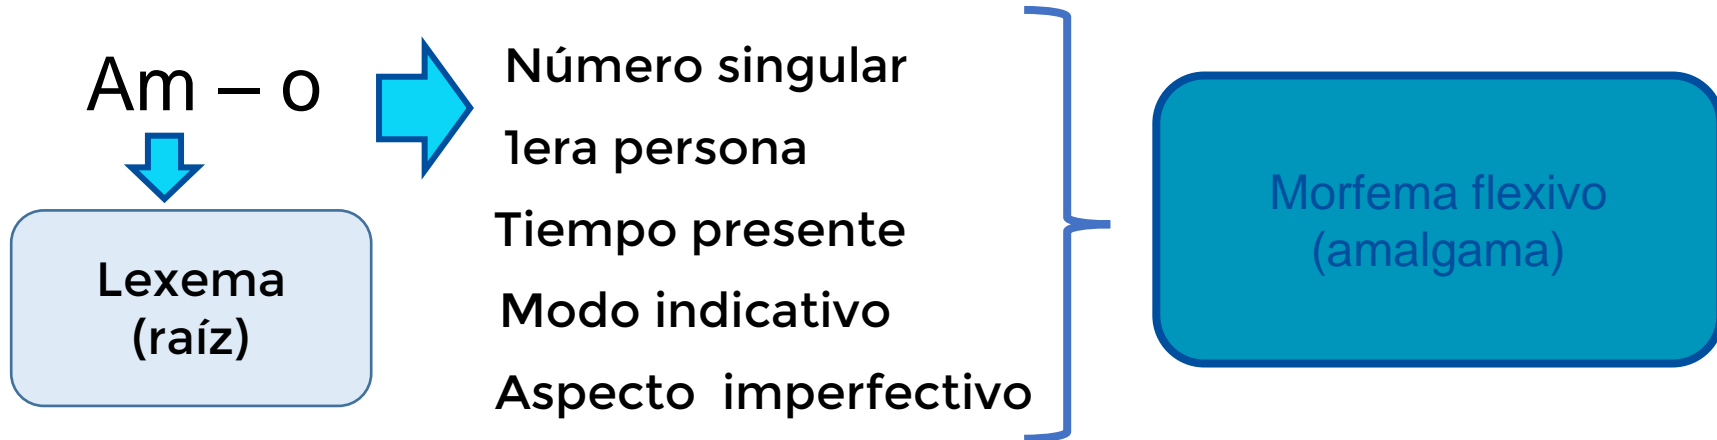 Am – o
Lexema
(raíz)
Número singular
1era persona
Tiempo presente
Modo indicativo
Aspecto imperfectivo
Morfema flexivo
(amalgama)